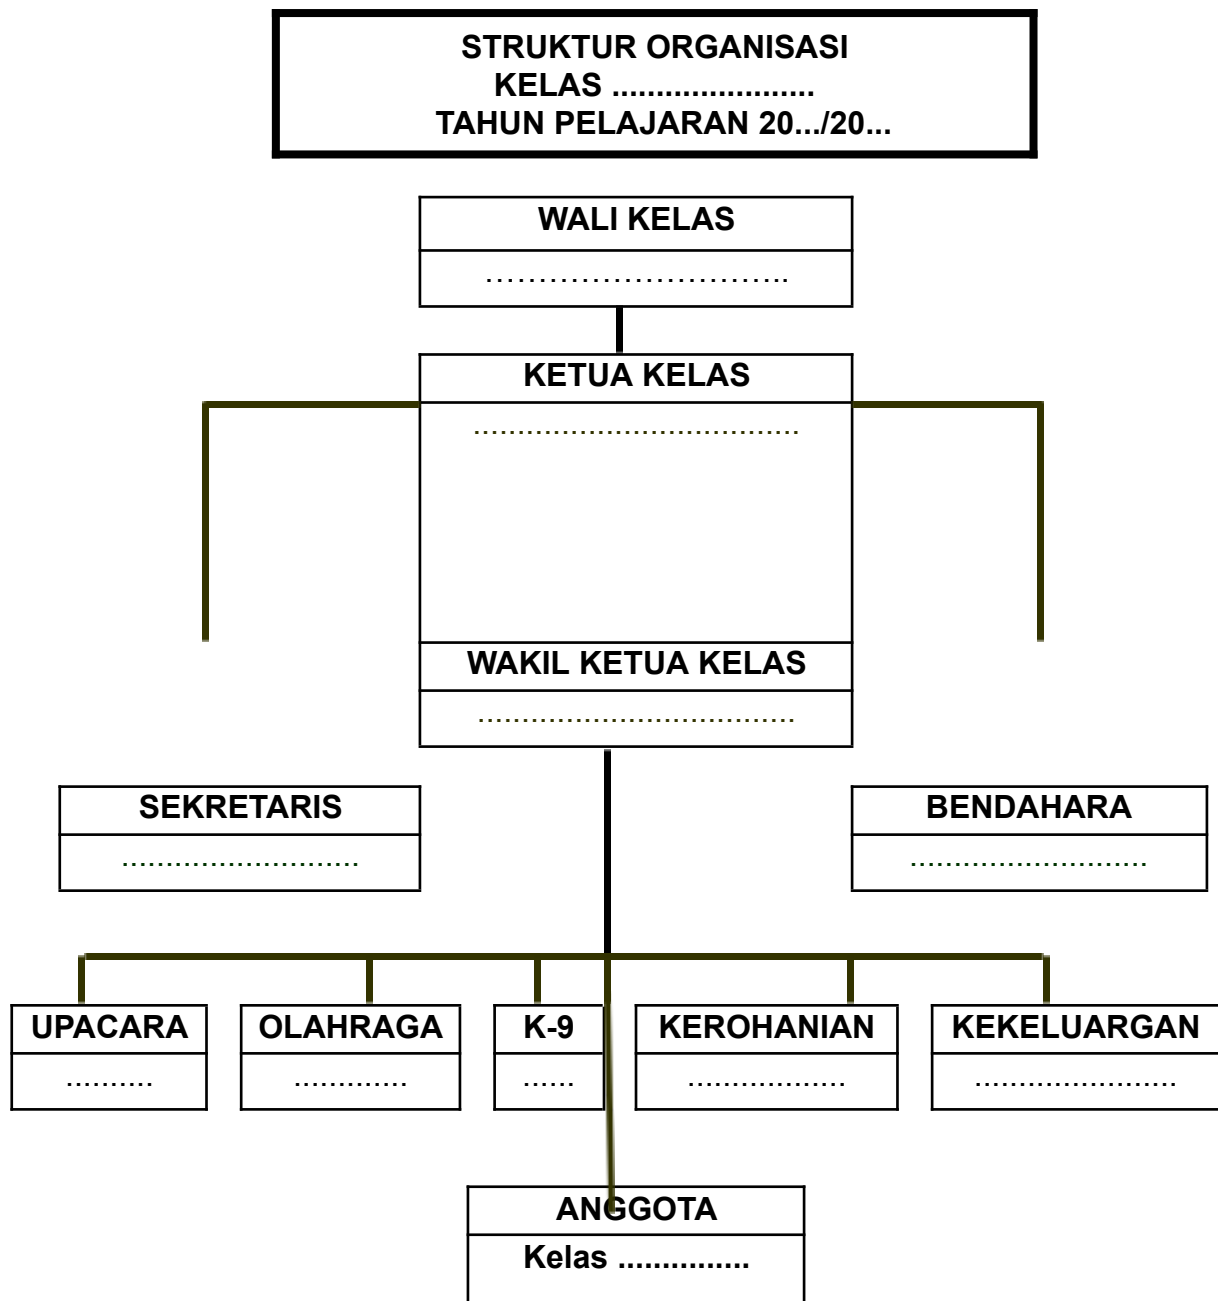 STRUKTUR ORGANISASI
KELAS .......................
TAHUN PELAJARAN 20.../20...
WALI KELAS
………………………..
KETUA KELAS
.....................................
WAKIL KETUA KELAS
....................................
SEKRETARIS
...........................
BENDAHARA
...........................
UPACARA
..........
OLAHRAGA
.............
K-9
......
KEROHANIAN
..................
KEKELUARGAN
.......................
ANGGOTA
Kelas ...............